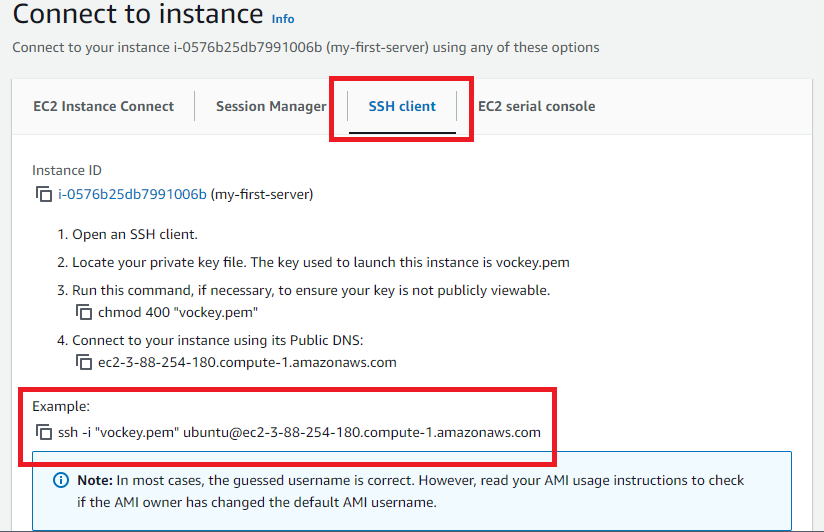 Connect to instance Info
Connect to your instance i-0576b25db7991006b (my-first-server) using any of these options
EC2 Instance Connect
Session Manager
SSH client
EC2 serial console
Instance ID
i-0576b25db7991006b (my-first-server)
1. Open an SSH client.
2. Locate your private key file. The key used to launch this instance is vockey.pem
3. Run this command, if necessary, to ensure your key is not publicly viewable.
chmod 400 "vockey.pem"
4. Connect to your instance using its Public DNS:
ec2-3-88-254-180.compute-1.amazonaws.com
Example:
ssh -i "vockey.pem" ubuntu@ec2-3-88-254-180.compute-1.amazonaws.com
Note: In most cases, the guessed username is correct. However, read your AMI usage instructions to check
if the AMI owner has changed the default AMI username.